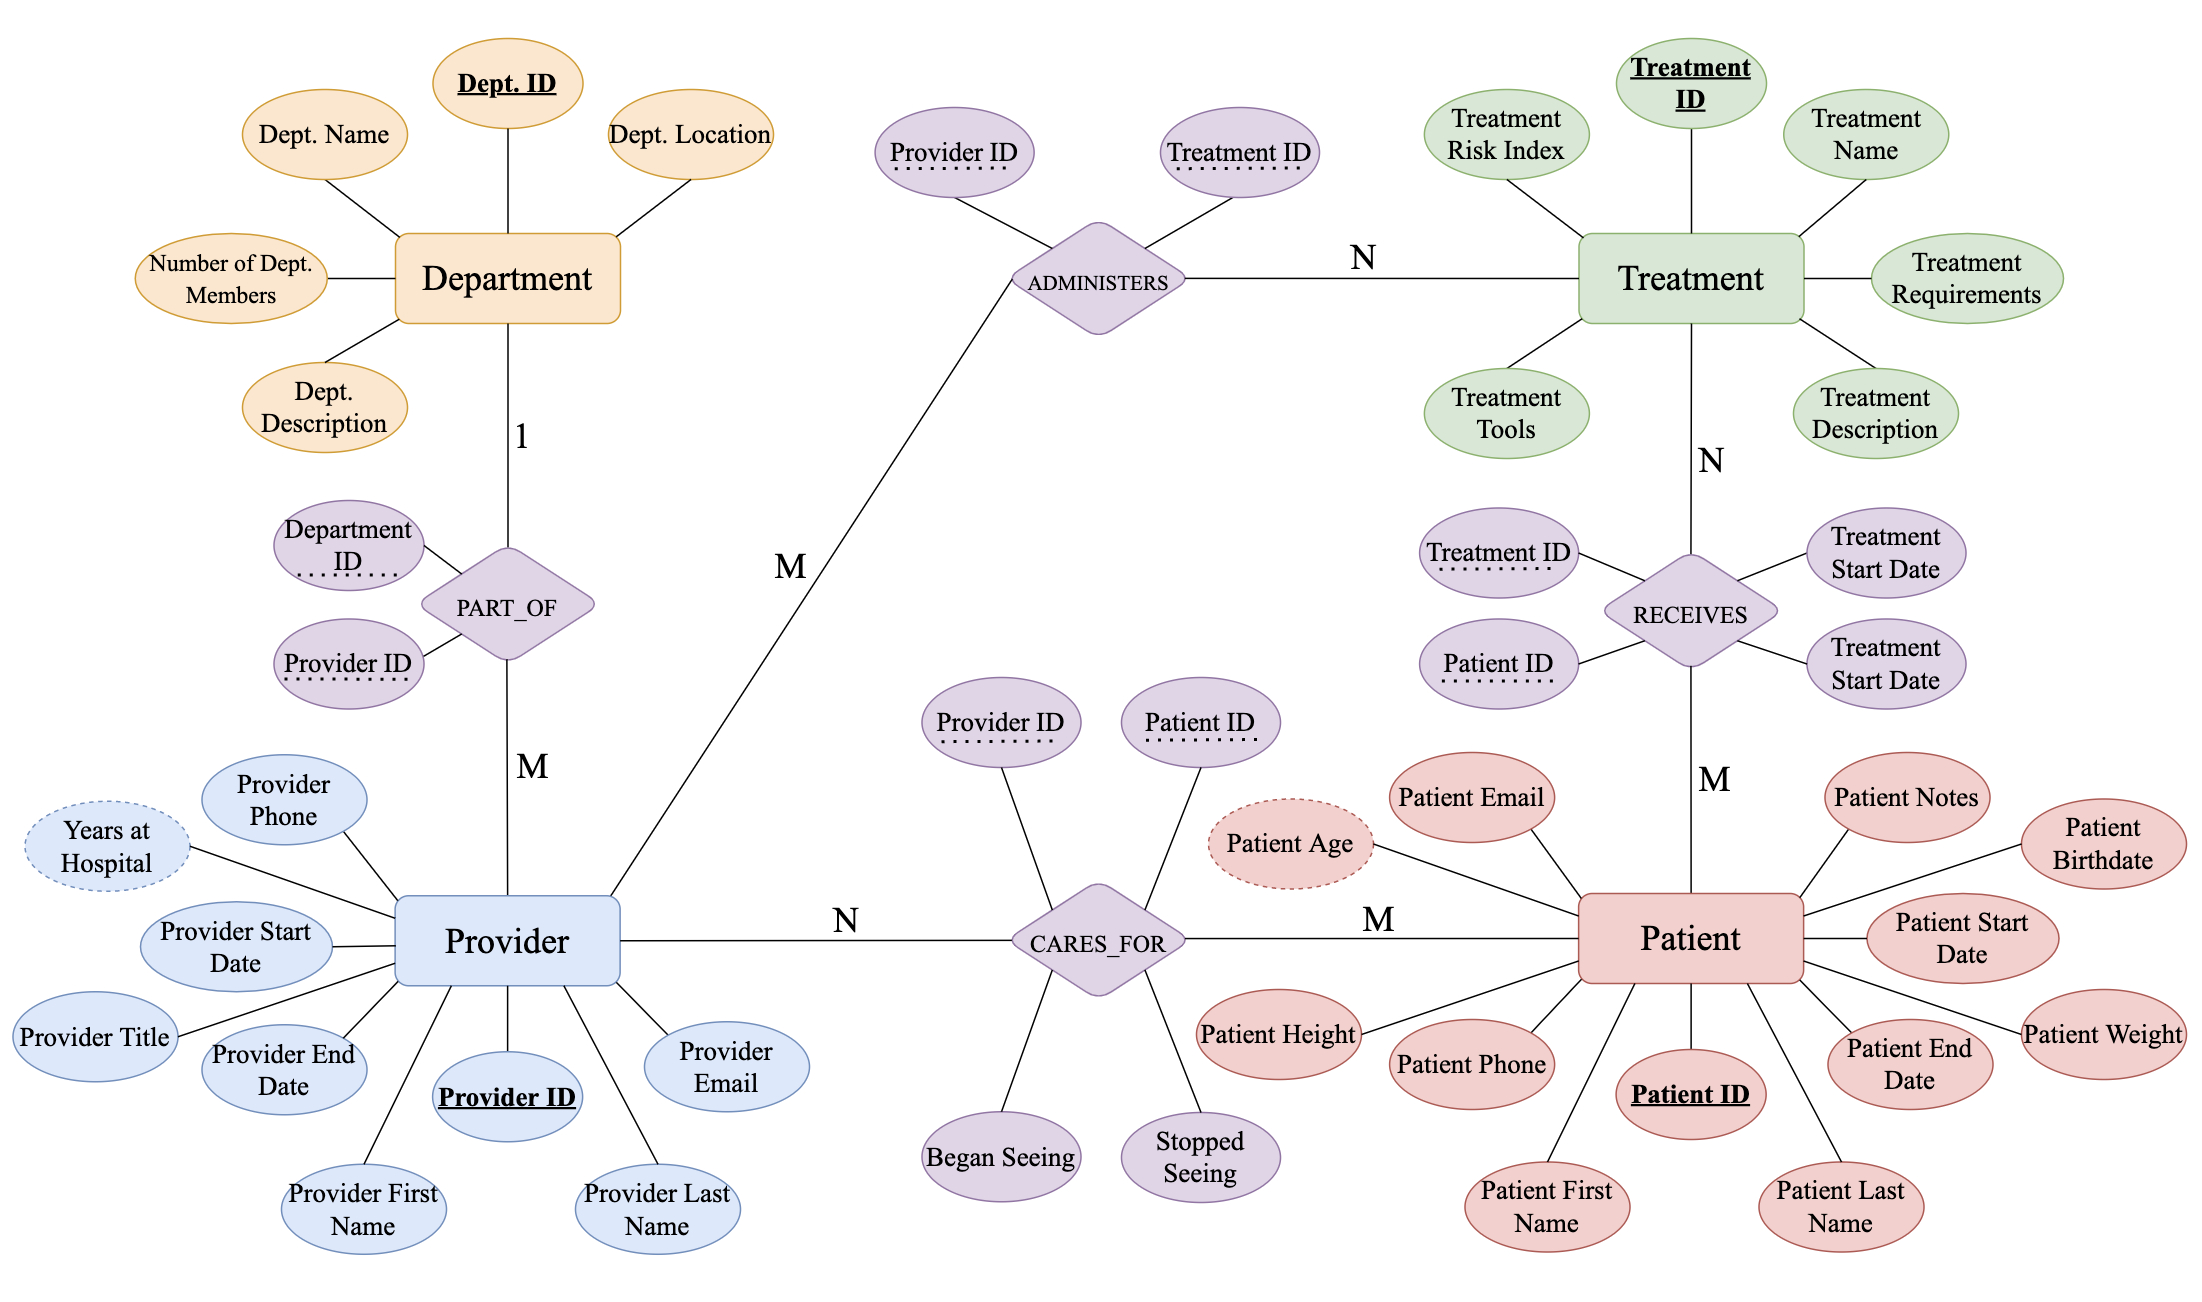 Dept. ID
Dept. Name
Dept. Location
Number of Dept.
Members
Department
Dept.
Description
1
Department
ID
PART_OF
Provider ID
M
Provider ID
Treatment ID
ADMINISTERS
N
M
Treatment
ID
Treatment
Risk Index
Treatment
Name
Treatment
Treatment
Requirements
Treatment
Tools
Treatment
Description
N
Treatment ID
Treatment
Start Date
RECEIVES
Patient ID
Treatment
Start Date
M
Provider
Phone
Years at
Hospital
Provider Start
Date
Provider
Provider Title
Provider End
Date
Provider ID
Provider
Email
Provider First
Name
Provider Last
Name
N
Provider ID
Patient ID
CARES_FOR
Began Seeing
Stopped
Seeing
M
Patient Email
Patient Age
Patient Notes
Patient
Birthdate
Patient
Patient Start
Date
Patient Height
Patient Phone
Patient ID
Patient End
Date
Patient Weight
Patient First
Name
Patient Last
Name